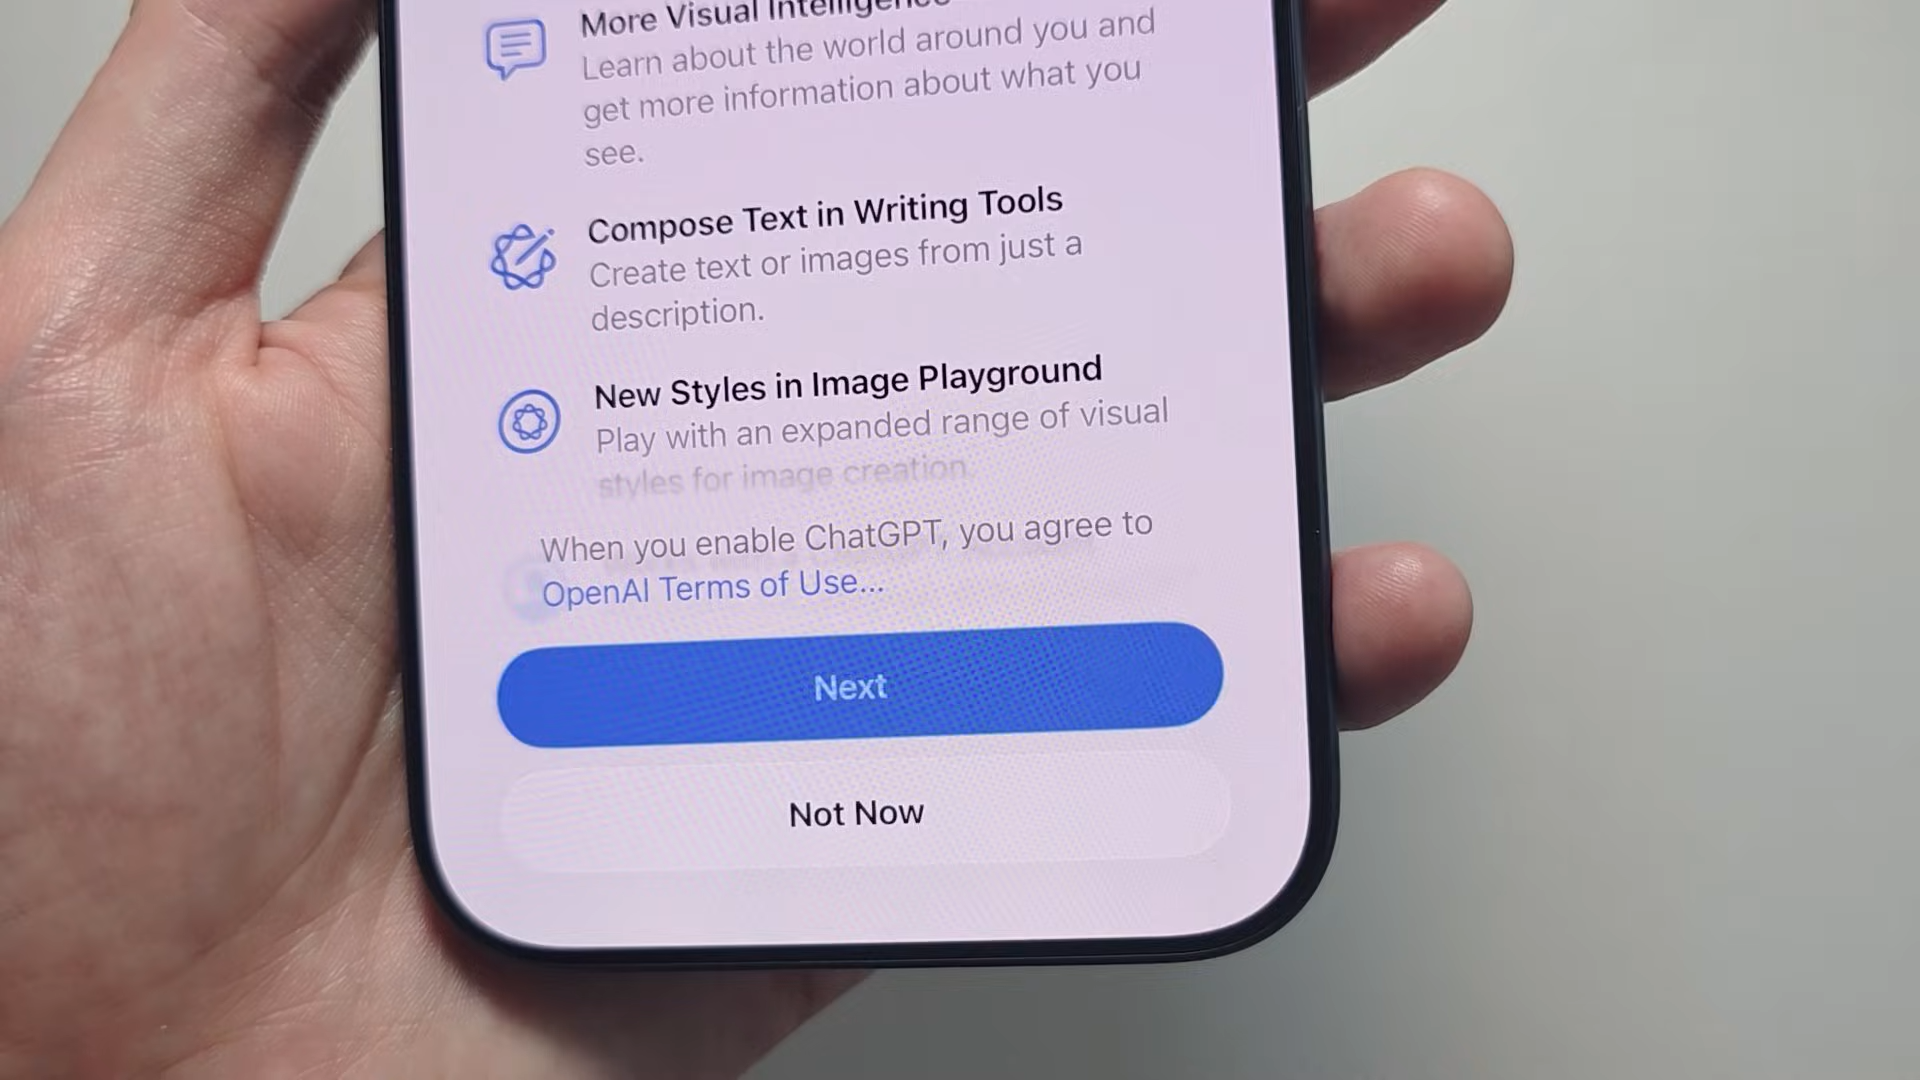 More Visual Intelligence
Learn about the world around you and
get more information about what you
see.
Compose Text in Writing Tools
Create text or images from just a
description.
New Styles in Image Playground
Play with an expanded range of visual
styles for image creation.
When you enable ChatGPT, you agree to
OpenAI Terms of Use...
Next
Not Now